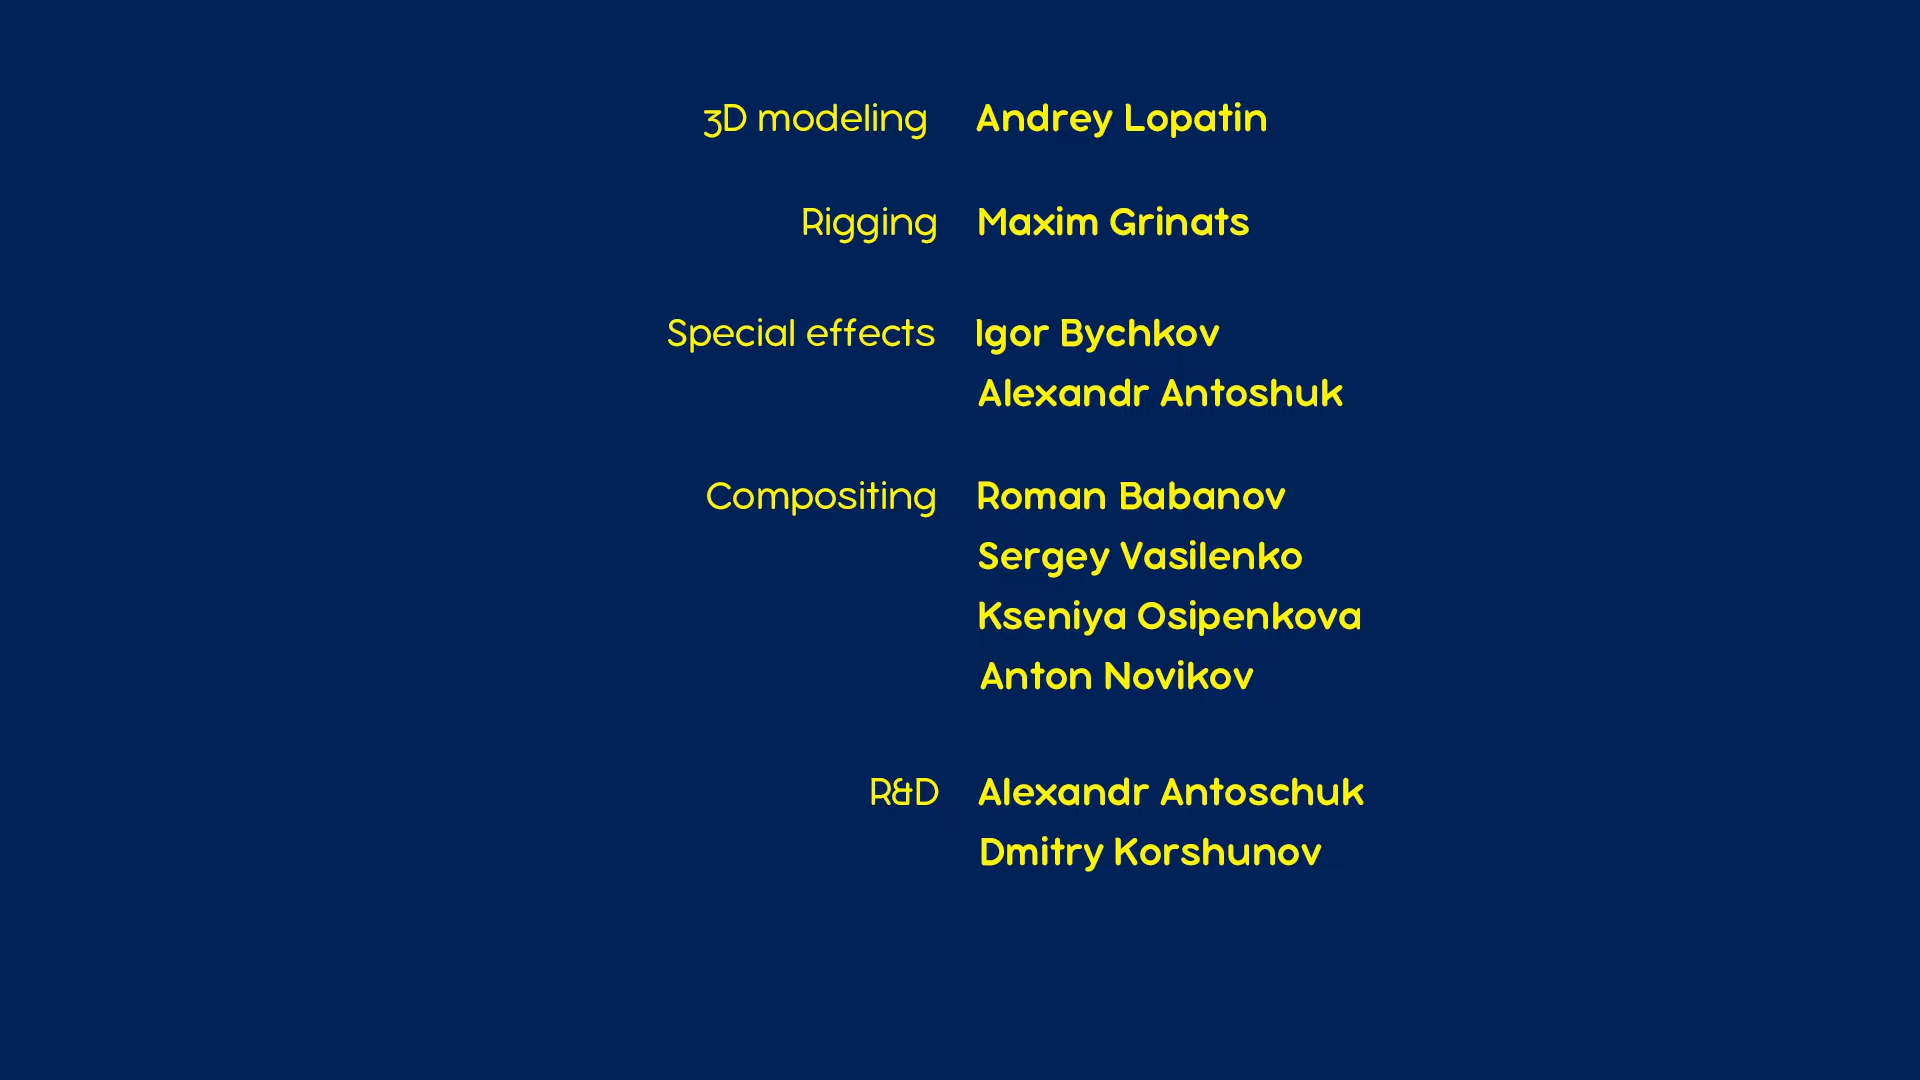 3D modeling Andrey Lopatin
Rigging Maxim Grinats
Special effects Igor Bychkov
Alexandr Antoshuk
Compositing Roman Babanov
Sergey Vasilenko
Kseniya Osipenkova
Anton Novikov
R&D Alexandr Antoschuk
Dmitry Korshunov